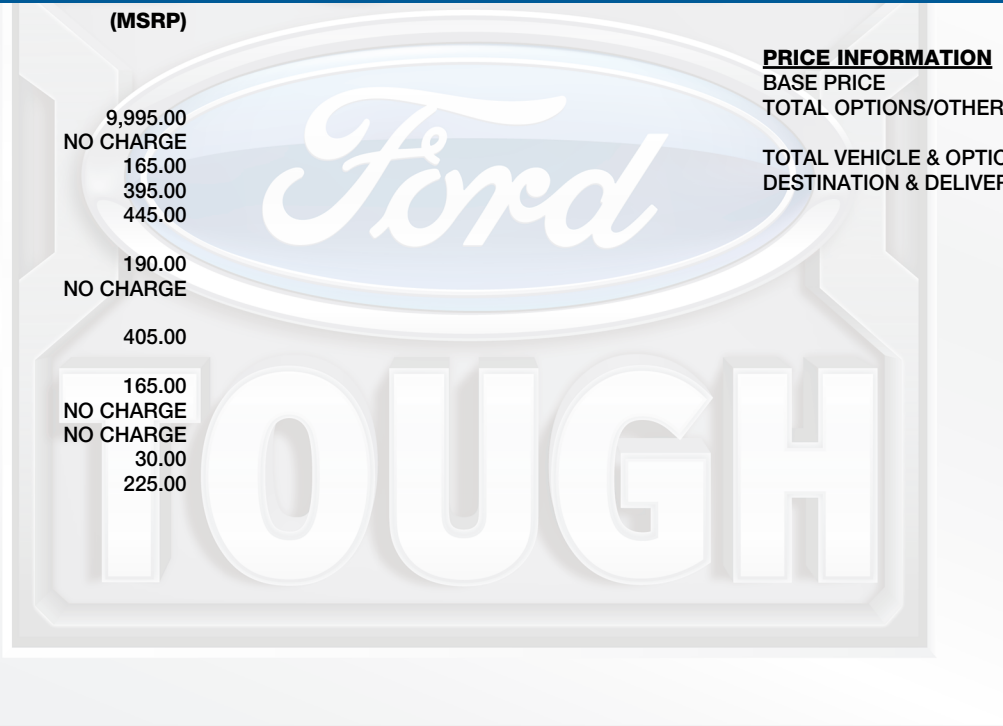 (MSRP)
9,995.00
NO CHARGE
165.00
395.00
445.00
190.00
NO CHARGE
405.00
165.00
NO CHARGE
NO CHARGE
30.00
225.00
PRICE INFORMATION
BASE PRICE
TOTAL OPTIONS/OTHER
TOTAL VEHICLE & OPTIO
DESTINATION & DELIVER
Ford
TOUGH